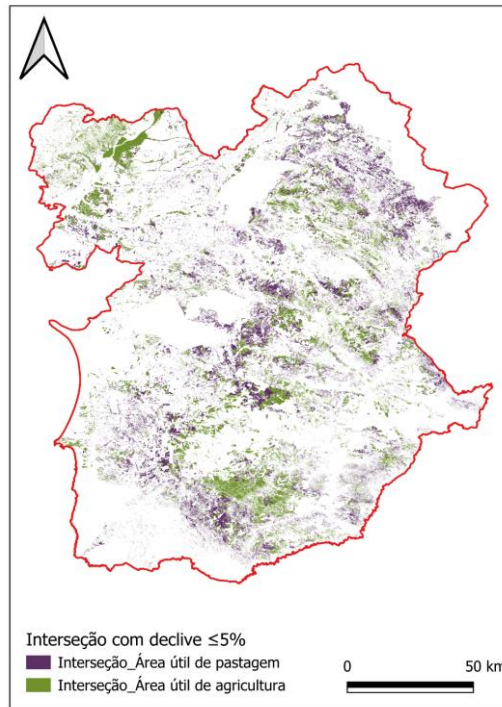 Interseção com declive ≤5%
Interseção_Área útil de pastagem
Interseção_Área útil de agricultura
0 50 km